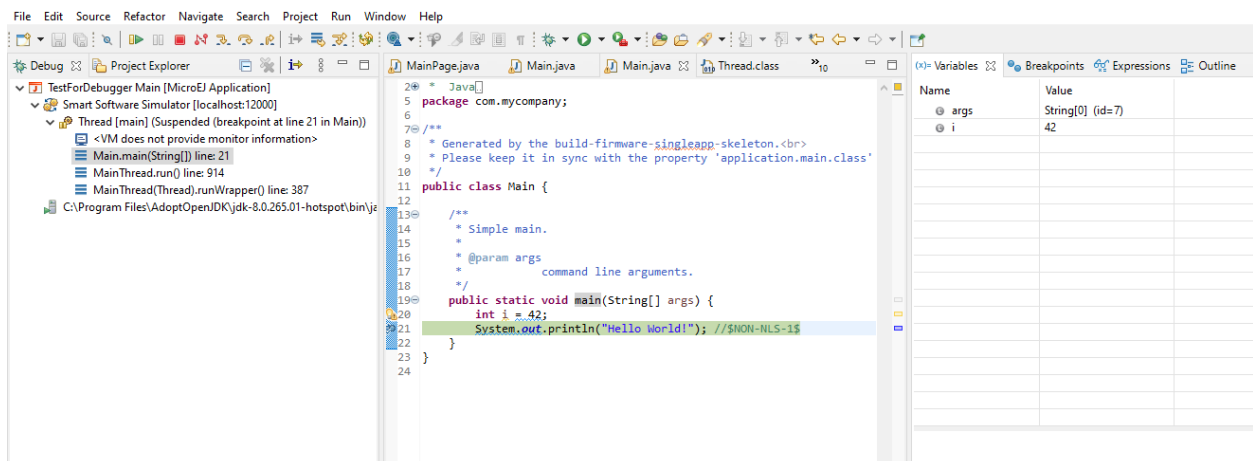 File Edit Source Refactor Navigate Search Project Run Window Help
Debug Project Explorer
TestForDebugger Main [MicroEJ Application]
Smart Software Simulator [localhost:12000]
Thread [main] (Suspended (breakpoint at line 21 in Main))
<VM does not provide monitor information>
Main.main(String[]) line: 21
MainThread.run() line: 914
MainThread(Thread).runWrapper() line: 387
C:\Program Files\AdoptOpenJDK\jdk-8.0.265.01-hotspot\bin\ja
MainPage.java Main.java Main.java Thread.class »10
2 * Java
5 package com.mycompany;
6
7 /**
8 * Generated by the build-firmware-singleapp-skeleton.<br>
9 * Please keep it in sync with the property 'application.main.class'
10 */
11 public class Main {
12
13 /**
14 * Simple main.
15 *
16 * @param args
17 * command line arguments.
18 */
19 public static void main(String[] args) {
20 int i = 42;
21 System.out.println("Hello World!"); //$NON-NLS-1$
22 }
23 }
24
(x)= Variables Breakpoints Expressions Outline
Name Value
args String[0] (id=7)
i 42